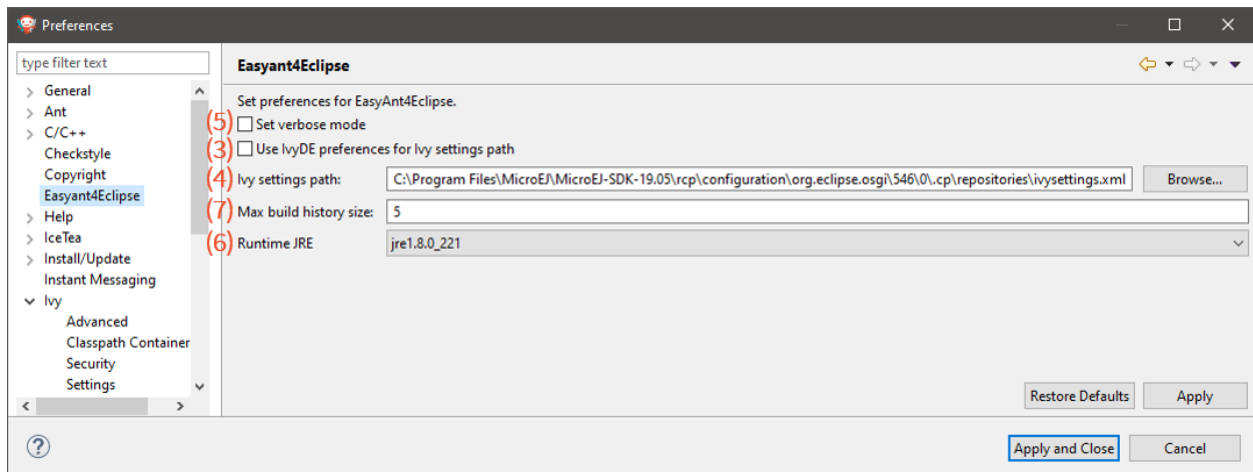 Preferences
type filter text
General
Ant
C/C++
Checkstyle
Copyright
Easyant4Eclipse
Help
IceTea
Install/Update
Instant Messaging
Ivy
Advanced
Classpath Container
Security
Settings
Easyant4Eclipse
Set preferences for EasyAnt4Eclipse.
(5) Set verbose mode
(3) Use IvyDE preferences for Ivy settings path
(4) Ivy settings path: C:\Program Files\MicroEJ\MicroEJ-SDK-19.05\rcp\configuration\org.eclipse.osgi\546\0\.cp\repositories\ivysettings.xml Browse...
(7) Max build history size: 5
(6) Runtime JRE jre1.8.0_221
Restore Defaults Apply
? Apply and Close Cancel